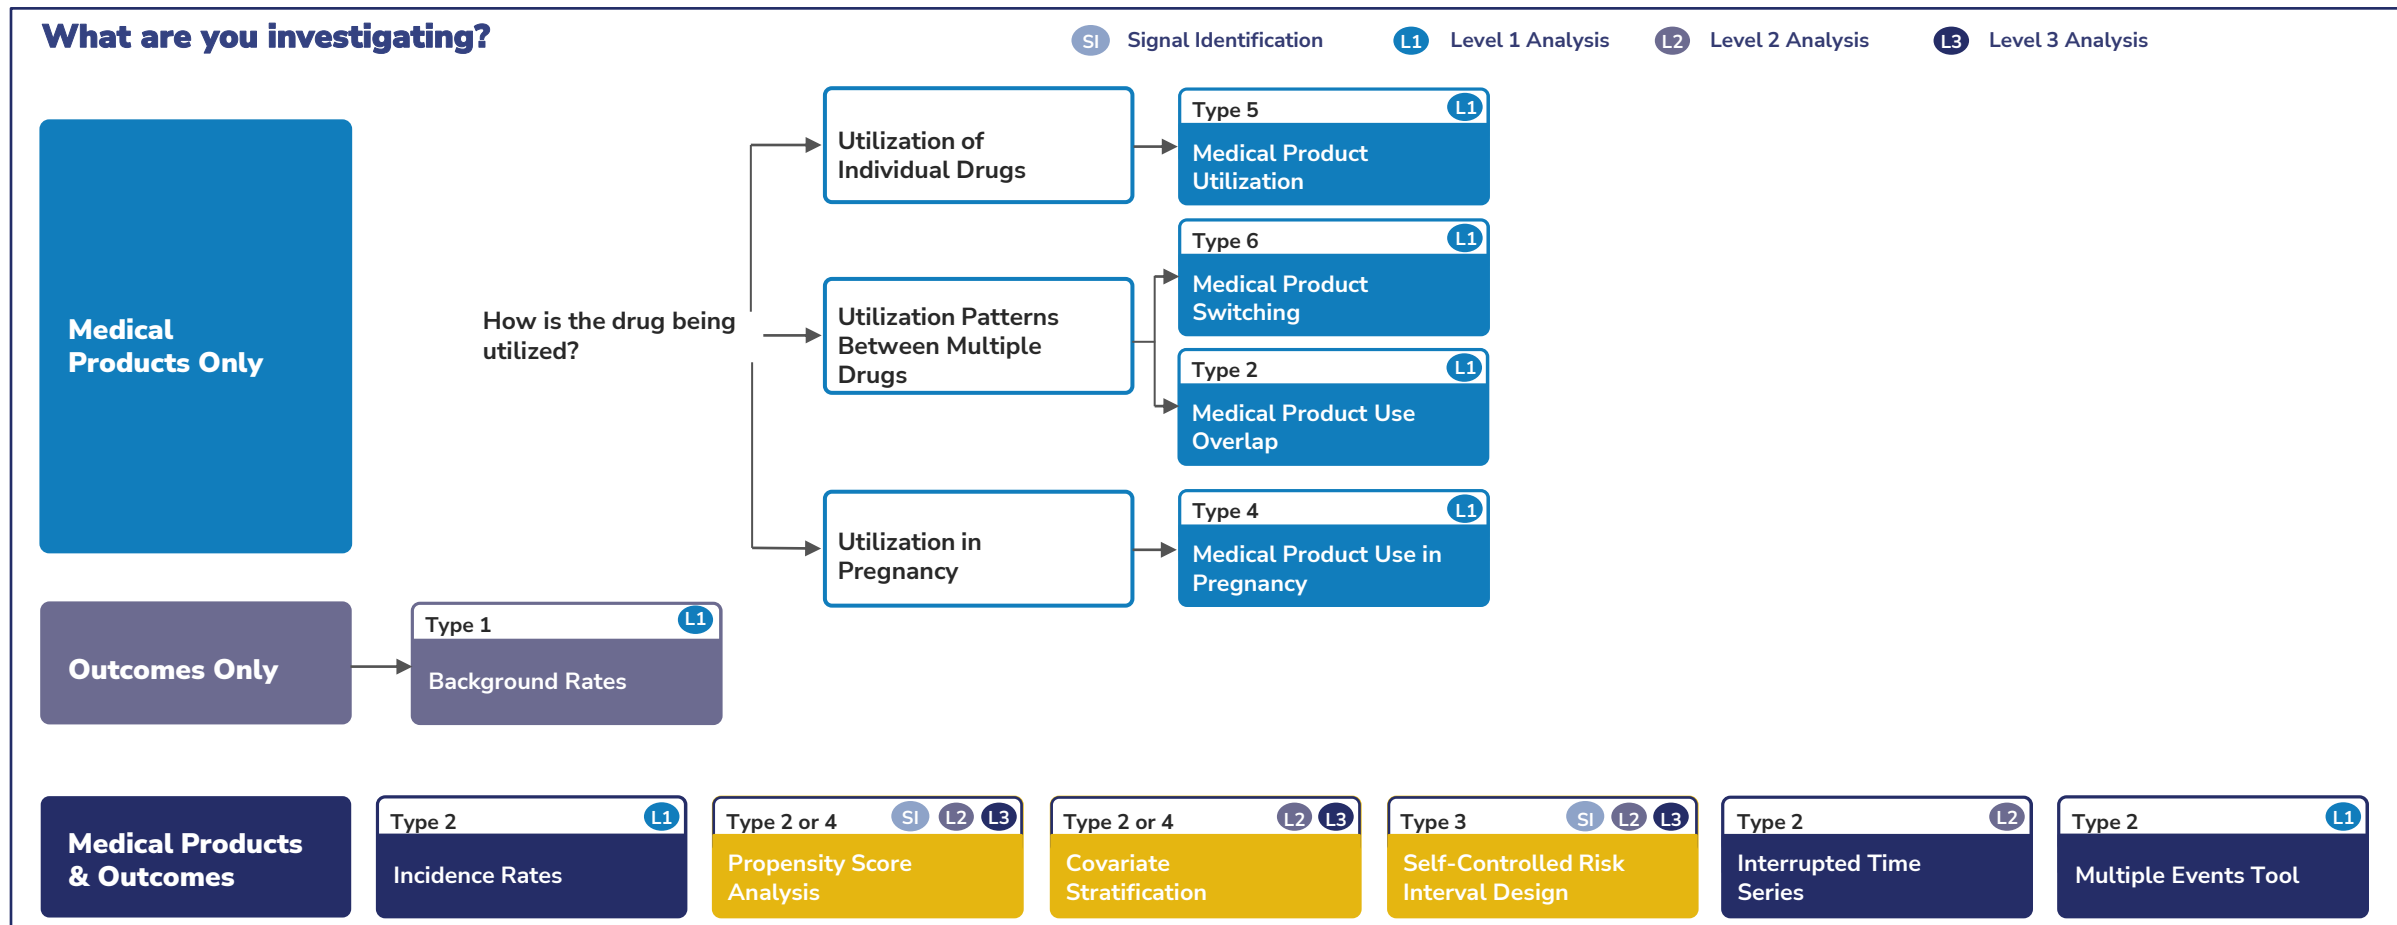 What are you investigating?
SI Signal Identification
L1 Level 1 Analysis
L2 Level 2 Analysis
L3 Level 3 Analysis
Medical
Products Only
How is the drug being
utilized?
Utilization of
Individual Drugs
Type 5
L1
Medical Product
Utilization
Utilization Patterns
Between Multiple
Drugs
Type 6
L1
Medical Product
Switching
Type 2
L1
Medical Product Use
Overlap
Utilization in
Pregnancy
Type 4
L1
Medical Product Use in
Pregnancy
Outcomes Only
Type 1
L1
Background Rates
Medical Products
& Outcomes
Type 2
L1
Incidence Rates
Type 2 or 4
SI L2 L3
Propensity Score
Analysis
Type 2 or 4
L2 L3
Covariate
Stratification
Type 3
SI L2 L3
Self-Controlled Risk
Interval Design
Type 2
L2
Interrupted Time
Series
Type 2
L1
Multiple Events Tool